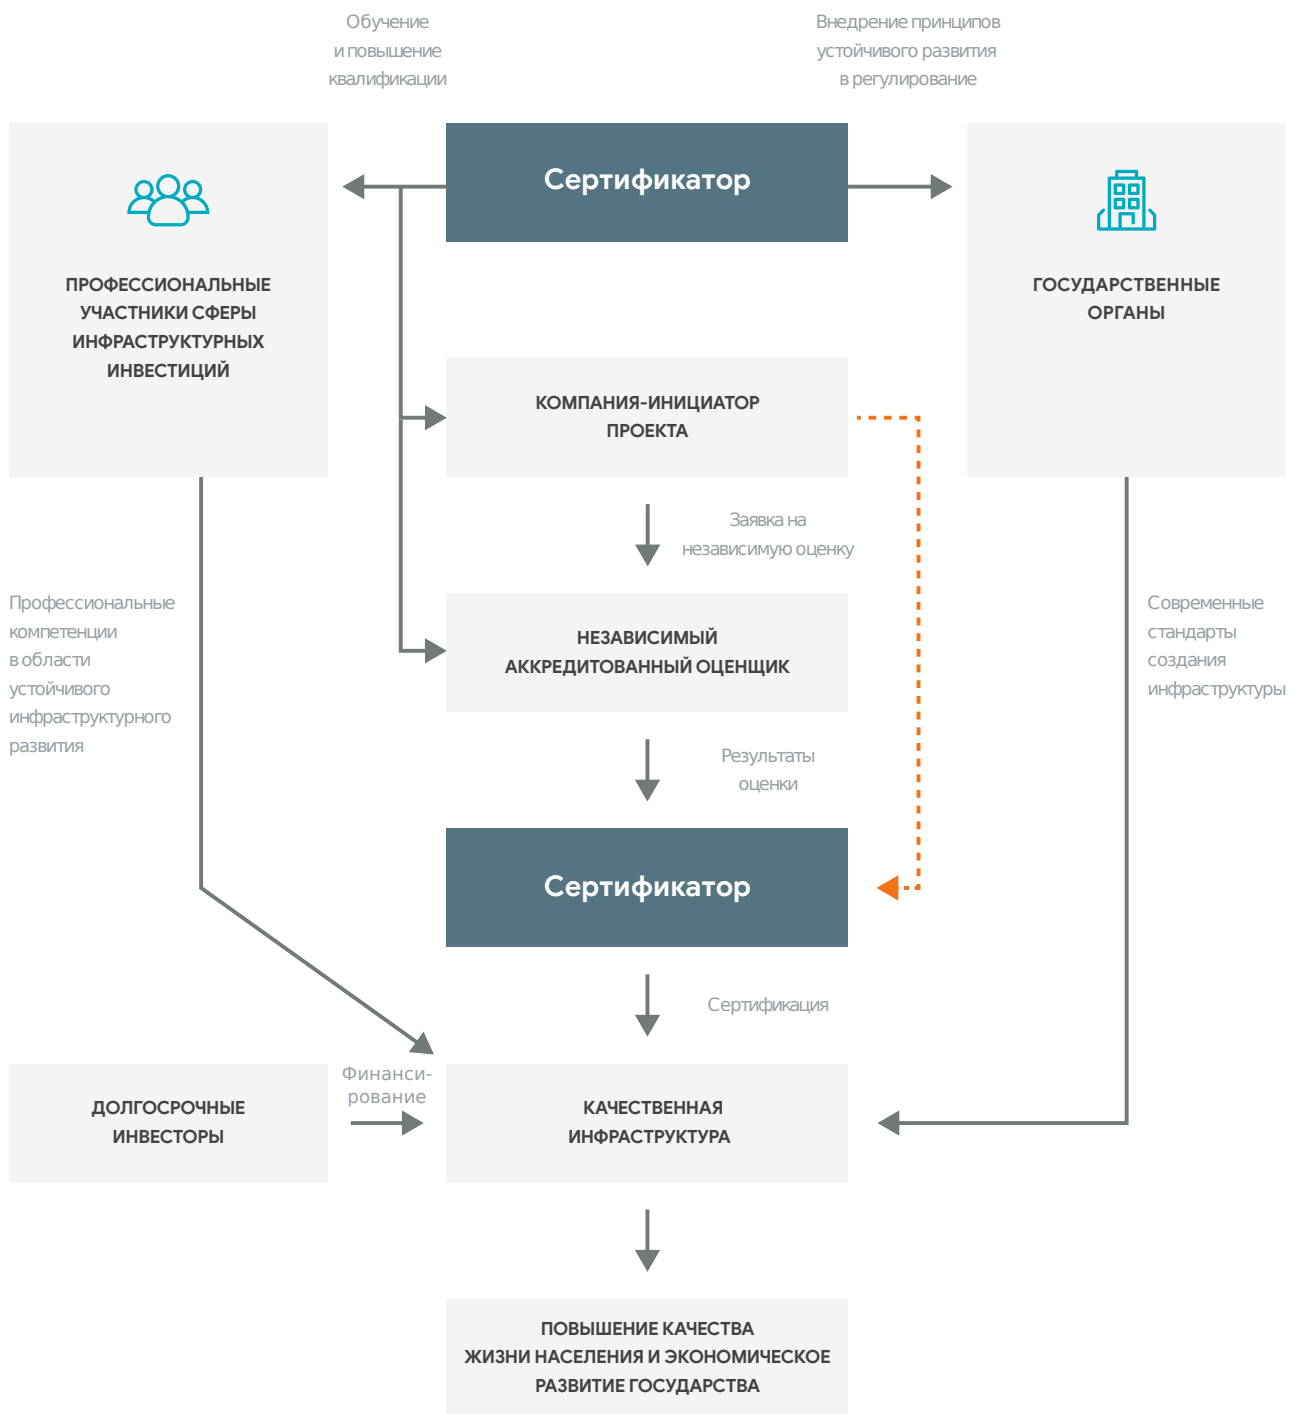 Обучение
и повышение
квалификации
Внедрение принципов
устойчивого развития
в регулирование
Сертификатор
ПРОФЕССИОНАЛЬНЫЕ
УЧАСТНИКИ СФЕРЫ
ИНФРАСТРУКТУРНЫХ
ИНВЕСТИЦИЙ
ГОСУДАРСТВЕННЫЕ
ОРГАНЫ
КОМПАНИЯ-ИНИЦИАТОР
ПРОЕКТА
Заявка на
независимую оценку
Профессиональные
компетенции
в области
устойчивого
инфраструктурного
развития
НЕЗАВИСИМЫЙ
АККРЕДИТОВАННЫЙ ОЦЕНЩИК
Современные
стандарты
создания
инфраструктуры
Результаты
оценки
Сертификатор
Сертификация
ДОЛГОСРОЧНЫЕ
ИНВЕСТОРЫ
Финанси-
рование
КАЧЕСТВЕННАЯ
ИНФРАСТРУКТУРА
ПОВЫШЕНИЕ КАЧЕСТВА
ЖИЗНИ НАСЕЛЕНИЯ И ЭКОНОМИЧЕСКОЕ
РАЗВИТИЕ ГОСУДАРСТВА